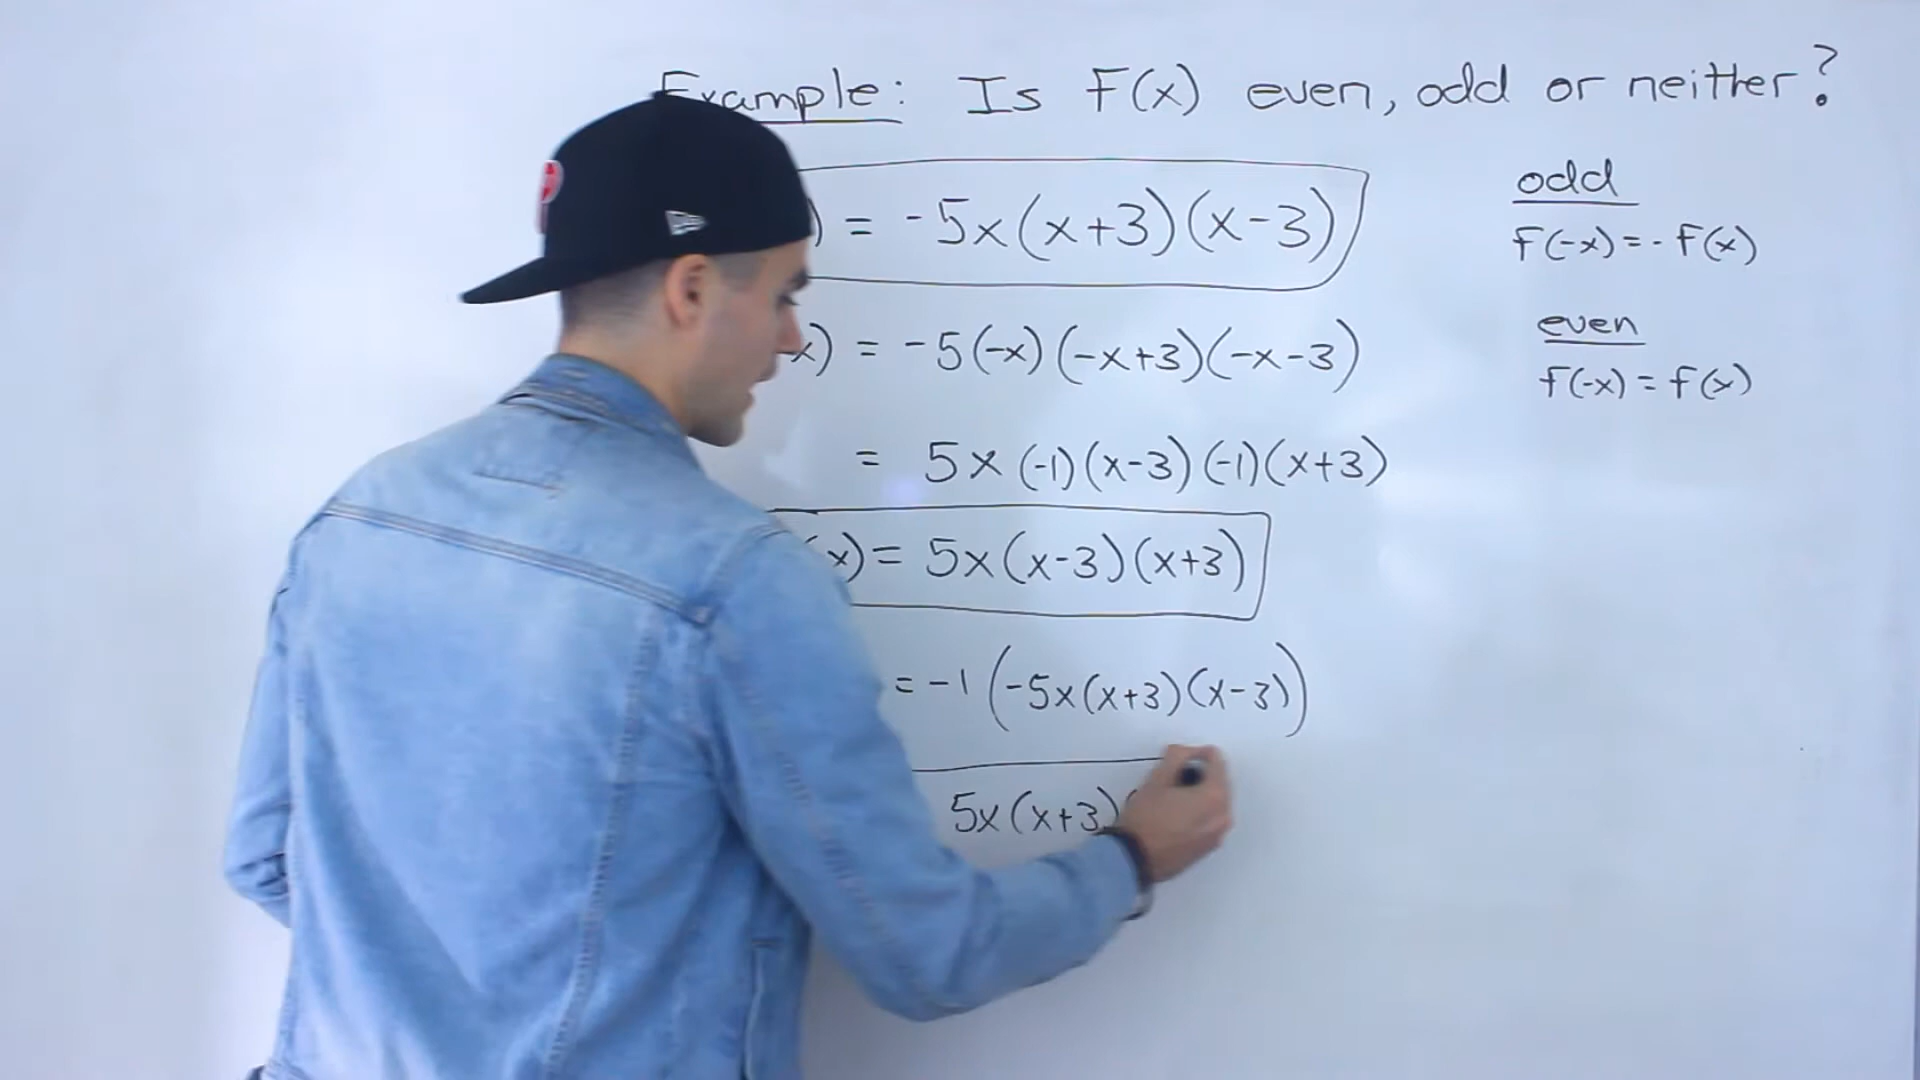 Example: Is F(x) even, odd or neither?
) = -5x(x+3)(x-3)
x) = -5(-x)(-x+3)(-x-3)
= 5x(-1)(x-3)(-1)(x+3)
(x) = 5x(x-3)(x+3)
= -1(-5x(x+3)(x-3))
5x(x+3)(
odd
F(-x) = - F(x)
even
f(-x) = f(x)